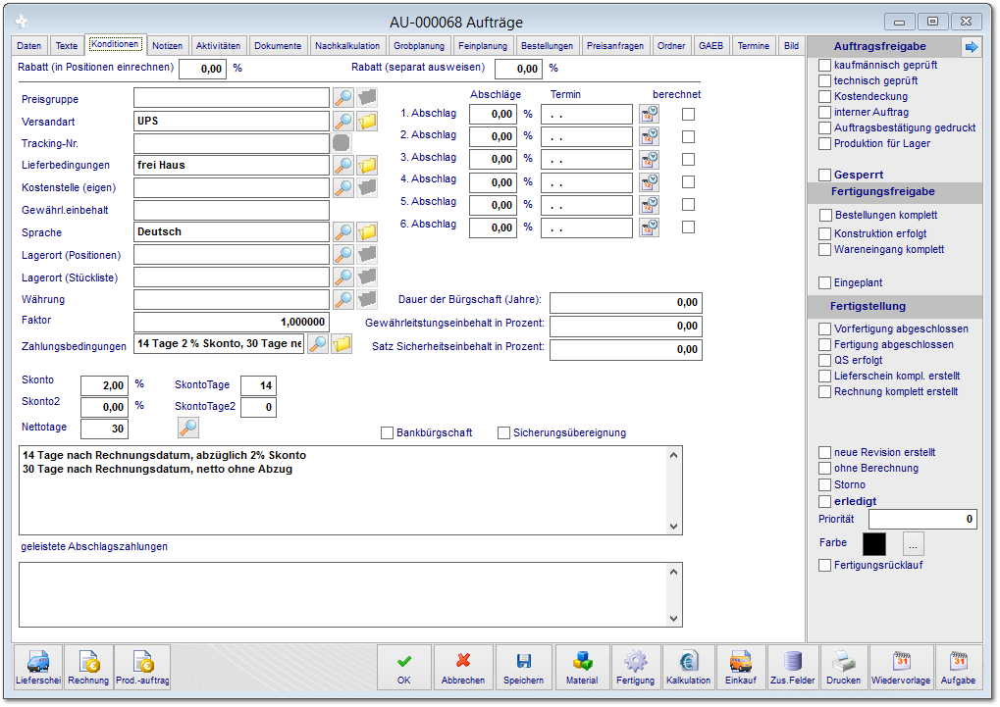 AU-000068 Aufträge
Daten Texte Konditionen Notizen Aktivitäten Dokumente Nachkalkulation Grobplanung Feinplanung Bestellungen Preisanfragen Ordner GAEB Termine Bild
Rabatt (in Positionen einrechnen) 0,00 % Rabatt (separat ausweisen) 0,00 %
Abschläge Termin berechnet
Preisgruppe
Versandart UPS
Tracking-Nr.
Lieferbedingungen frei Haus
Kostenstelle (eigen)
Gewährl.einbehalt
Sprache Deutsch
Lagerort (Positionen)
Lagerort (Stückliste)
Währung
Faktor 1,000000
Zahlungsbedingungen 14 Tage 2 % Skonto, 30 Tage ne
1. Abschlag 0,00 % . .
2. Abschlag 0,00 % . .
3. Abschlag 0,00 % . .
4. Abschlag 0,00 % . .
5. Abschlag 0,00 % . .
6. Abschlag 0,00 % . .
Dauer der Bürgschaft (Jahre): 0,00
Gewährleistungseinbehalt in Prozent: 0,00
Satz Sicherheitseinbehalt in Prozent: 0,00
Skonto 2,00 % SkontoTage 14
Skonto2 0,00 % SkontoTage2 0
Nettotage 30
Bankbürgschaft Sicherungsübereignung
14 Tage nach Rechnungsdatum, abzüglich 2% Skonto
30 Tage nach Rechnungsdatum, netto ohne Abzug
geleistete Abschlagszahlungen
Auftragsfreigabe
kaufmännisch geprüft
technisch geprüft
Kostendeckung
interner Auftrag
Auftragsbestätigung gedruckt
Produktion für Lager
Gesperrt
Fertigungsfreigabe
Bestellungen komplett
Konstruktion erfolgt
Wareneingang komplett
Eingeplant
Fertigstellung
Vorfertigung abgeschlossen
Fertigung abgeschlossen
QS erfolgt
Lieferschein kompl. erstellt
Rechnung komplett erstellt
neue Revision erstellt
ohne Berechnung
Storno
erledigt
Priorität 0
Farbe ...
Fertigungsrücklauf
Lieferschei Rechnung Prod.-auftrag OK Abbrechen Speichern Material Fertigung Kalkulation Einkauf Zus.Felder Drucken Wiedervorlage Aufgabe